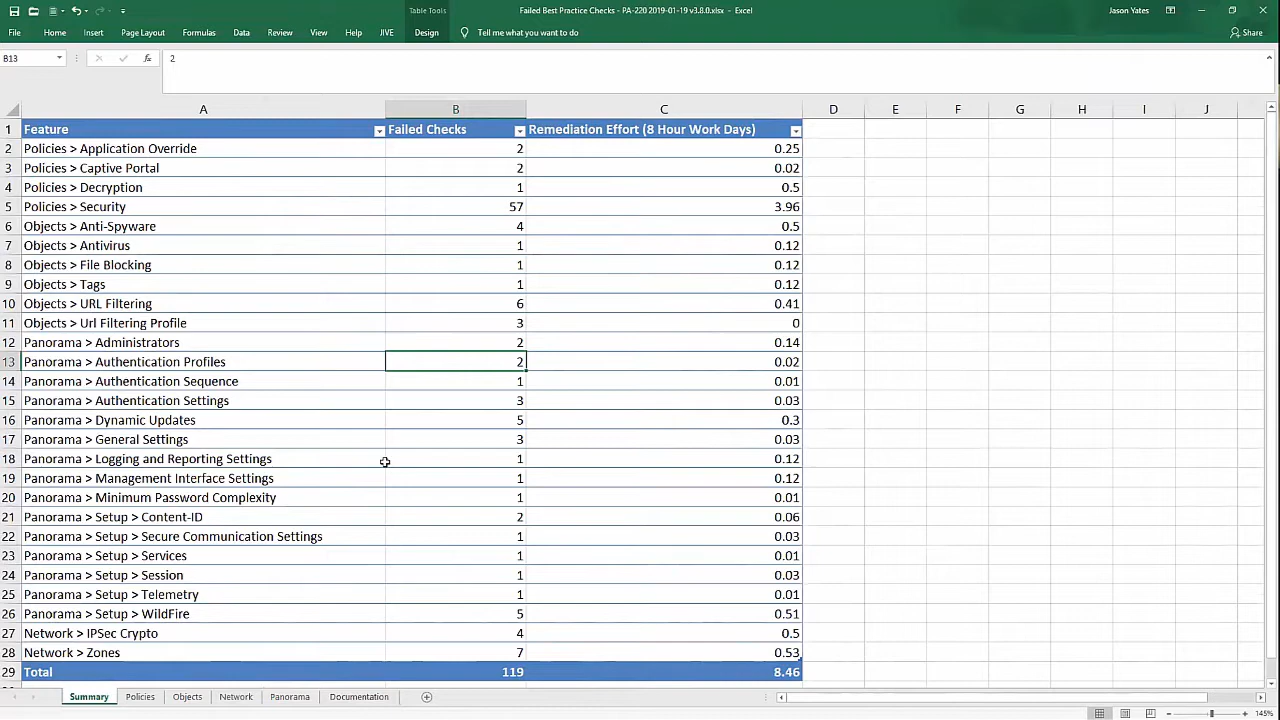 Table Tools
Failed Best Practice Checks - PA-220 2019-01-19 v3.8.0.xlsx - Excel
Jason Yates
File Home Insert Page Layout Formulas Data Review View Help JIVE Design Tell me what you want to do Share
B13 fx 2
A B C D E F G H I J
1 Feature Failed Checks Remediation Effort (8 Hour Work Days)
2 Policies > Application Override 2 0.25
3 Policies > Captive Portal 2 0.02
4 Policies > Decryption 1 0.5
5 Policies > Security 57 3.96
6 Objects > Anti-Spyware 4 0.5
7 Objects > Antivirus 1 0.12
8 Objects > File Blocking 1 0.12
9 Objects > Tags 1 0.12
10 Objects > URL Filtering 6 0.41
11 Objects > Url Filtering Profile 3 0
12 Panorama > Administrators 2 0.14
13 Panorama > Authentication Profiles 2 0.02
14 Panorama > Authentication Sequence 1 0.01
15 Panorama > Authentication Settings 3 0.03
16 Panorama > Dynamic Updates 5 0.3
17 Panorama > General Settings 3 0.03
18 Panorama > Logging and Reporting Settings 1 0.12
19 Panorama > Management Interface Settings 1 0.12
20 Panorama > Minimum Password Complexity 1 0.01
21 Panorama > Setup > Content-ID 2 0.06
22 Panorama > Setup > Secure Communication Settings 1 0.03
23 Panorama > Setup > Services 1 0.01
24 Panorama > Setup > Session 1 0.03
25 Panorama > Setup > Telemetry 1 0.01
26 Panorama > Setup > WildFire 5 0.51
27 Network > IPSec Crypto 4 0.5
28 Network > Zones 7 0.53
29 Total 119 8.46
Summary Policies Objects Network Panorama Documentation
145%